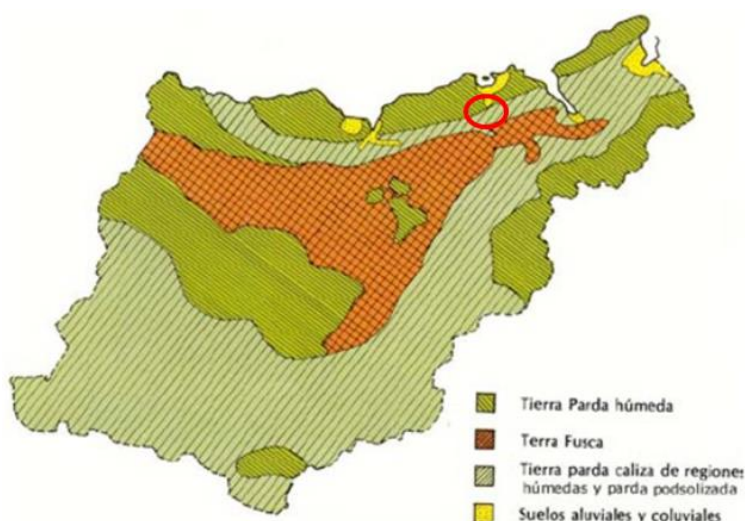 Tierra Parda húmeda
Terra Fusca
Tierra parda caliza de regiones
húmedas y parda podsolizada
Suelos aluviales y coluviales